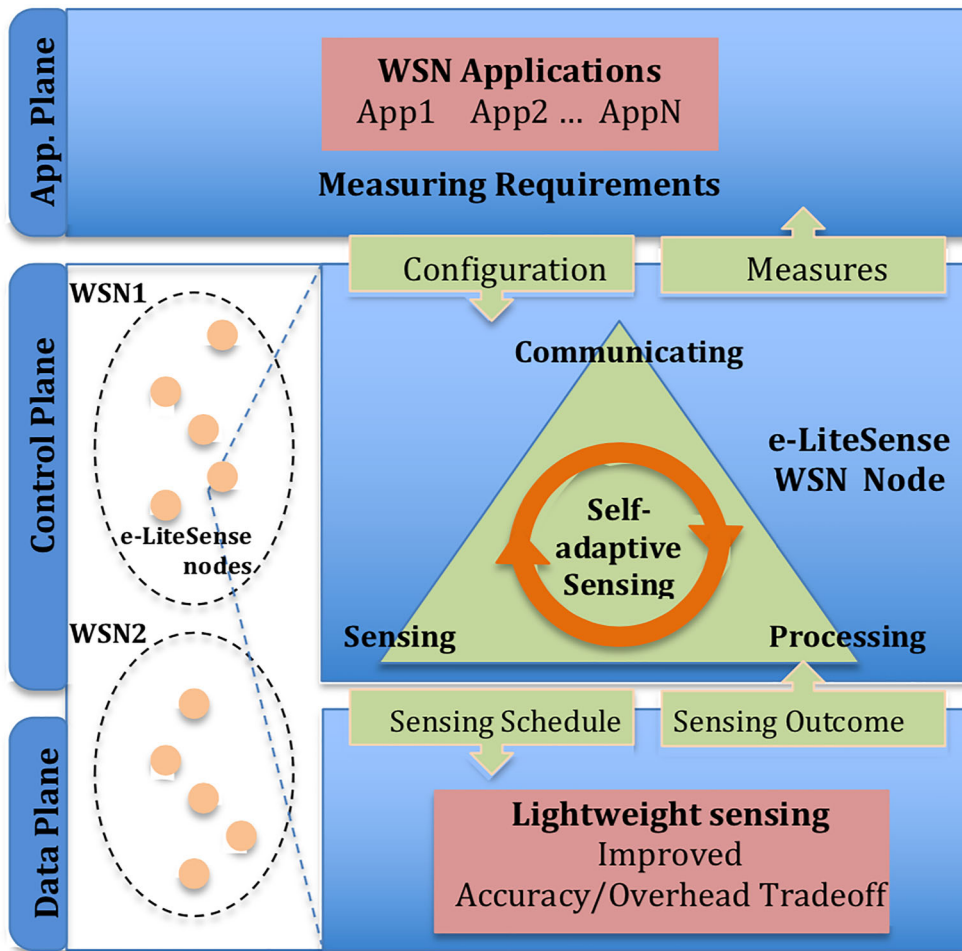 App. Plane
WSN Applications
App1 App2 ... AppN
Measuring Requirements
Configuration
Measures
Control Plane
WSN1
e-LiteSense
nodes
WSN2
Communicating
e-LiteSense
WSN Node
Self-
adaptive
Sensing
Sensing
Processing
Data Plane
Sensing Schedule
Sensing Outcome
Lightweight sensing
Improved
Accuracy/Overhead Tradeoff